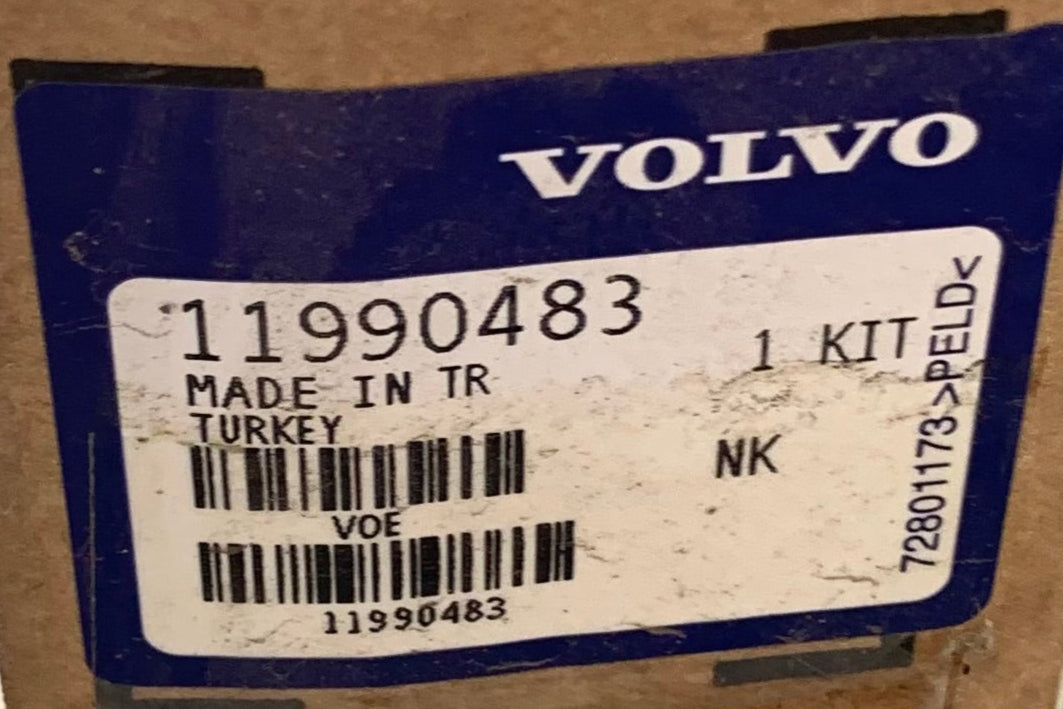 VOLVO
11990483
1 KIT
MADE IN TR
TURKEY
NK
VOE
11990483
72801173->PELD<